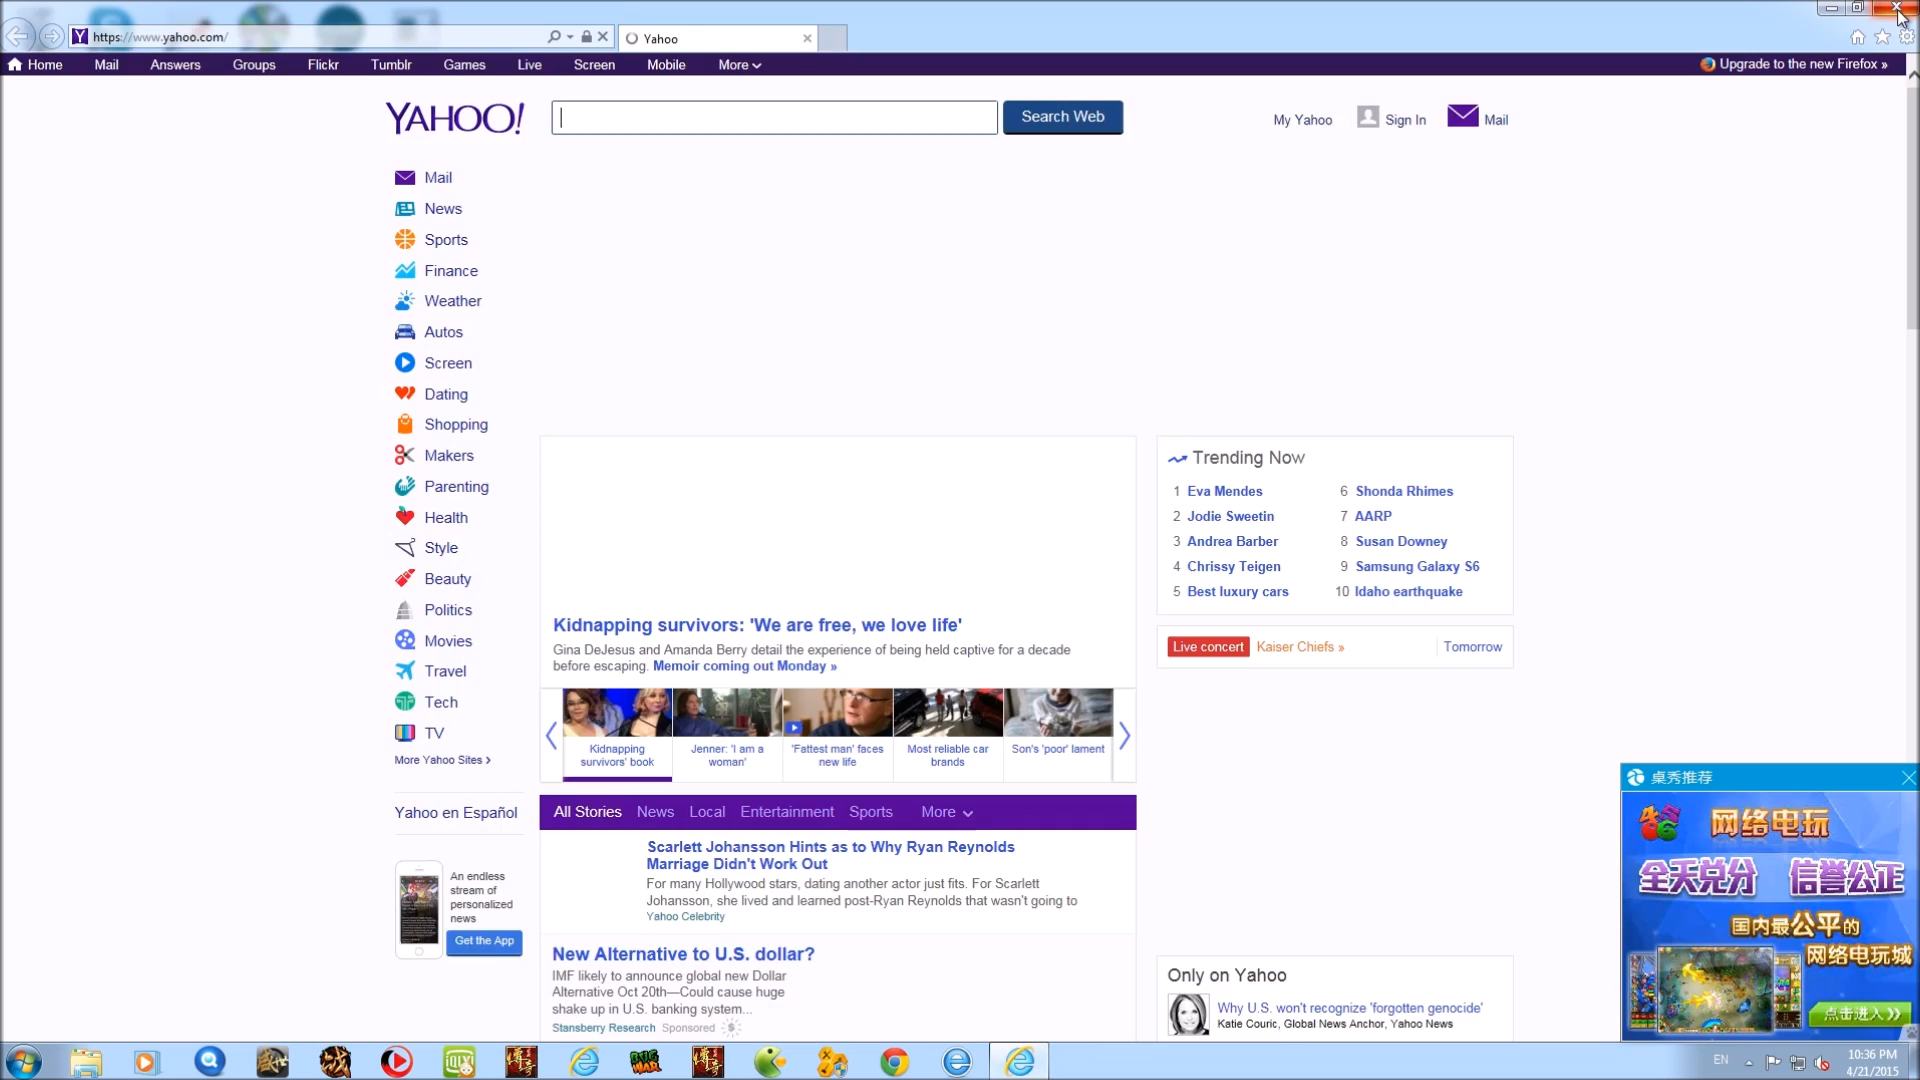 https://www.yahoo.com/
Yahoo
Home Mail Answers Groups Flickr Tumblr Games Live Screen Mobile More
Upgrade to the new Firefox »
YAHOO!
Search Web
My Yahoo
Sign In
Mail
Mail
News
Sports
Finance
Weather
Autos
Screen
Dating
Shopping
Makers
Parenting
Health
Style
Beauty
Politics
Movies
Travel
Tech
TV
More Yahoo Sites ›
Yahoo en Español
An endless
stream of
personalized
news
Get the App
Kidnapping survivors: 'We are free, we love life'
Gina DeJesus and Amanda Berry detail the experience of being held captive for a decade
before escaping. Memoir coming out Monday »
Kidnapping
survivors' book
Jenner: 'I am a
woman'
'Fattest man' faces
new life
Most reliable car
brands
Son's 'poor' lament
All Stories News Local Entertainment Sports More
Scarlett Johansson Hints as to Why Ryan Reynolds
Marriage Didn't Work Out
For many Hollywood stars, dating another actor just fits. For Scarlett
Johansson, she lived and learned post-Ryan Reynolds that wasn't going to
Yahoo Celebrity
New Alternative to U.S. dollar?
IMF likely to announce global new Dollar
Alternative Oct 20th—Could cause huge
shake up in U.S. banking system...
Stansberry Research Sponsored
Trending Now
1 Eva Mendes
2 Jodie Sweetin
3 Andrea Barber
4 Chrissy Teigen
5 Best luxury cars
6 Shonda Rhimes
7 AARP
8 Susan Downey
9 Samsung Galaxy S6
10 Idaho earthquake
Live concert Kaiser Chiefs » Tomorrow
Only on Yahoo
Why U.S. won't recognize 'forgotten genocide'
Katie Couric, Global News Anchor, Yahoo News
桌秀推荐
网络电玩
全天兑分 信誉公正
国内最公平的
网络电玩城
点击进入
EN
10:36 PM
4/21/2015